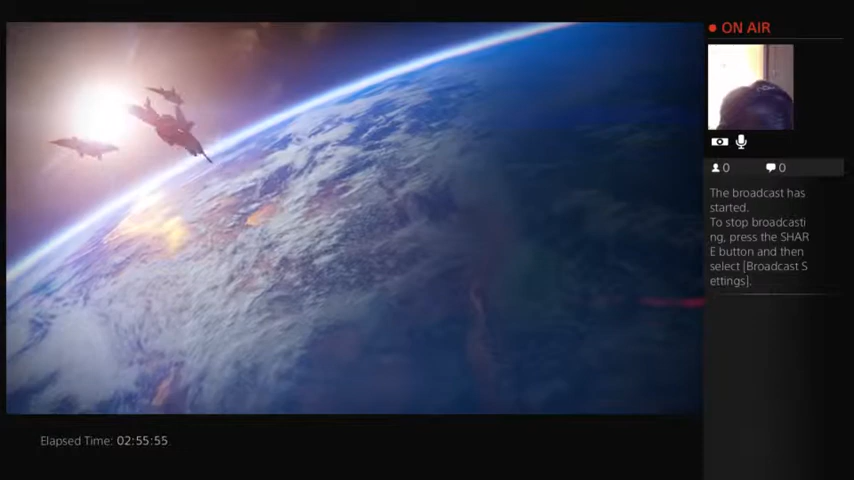 ON AIR
0 0
The broadcast has
started.
To stop broadcasti
ng, press the SHAR
E button and then
select [Broadcast S
ettings].
Elapsed Time: 02:55:55.